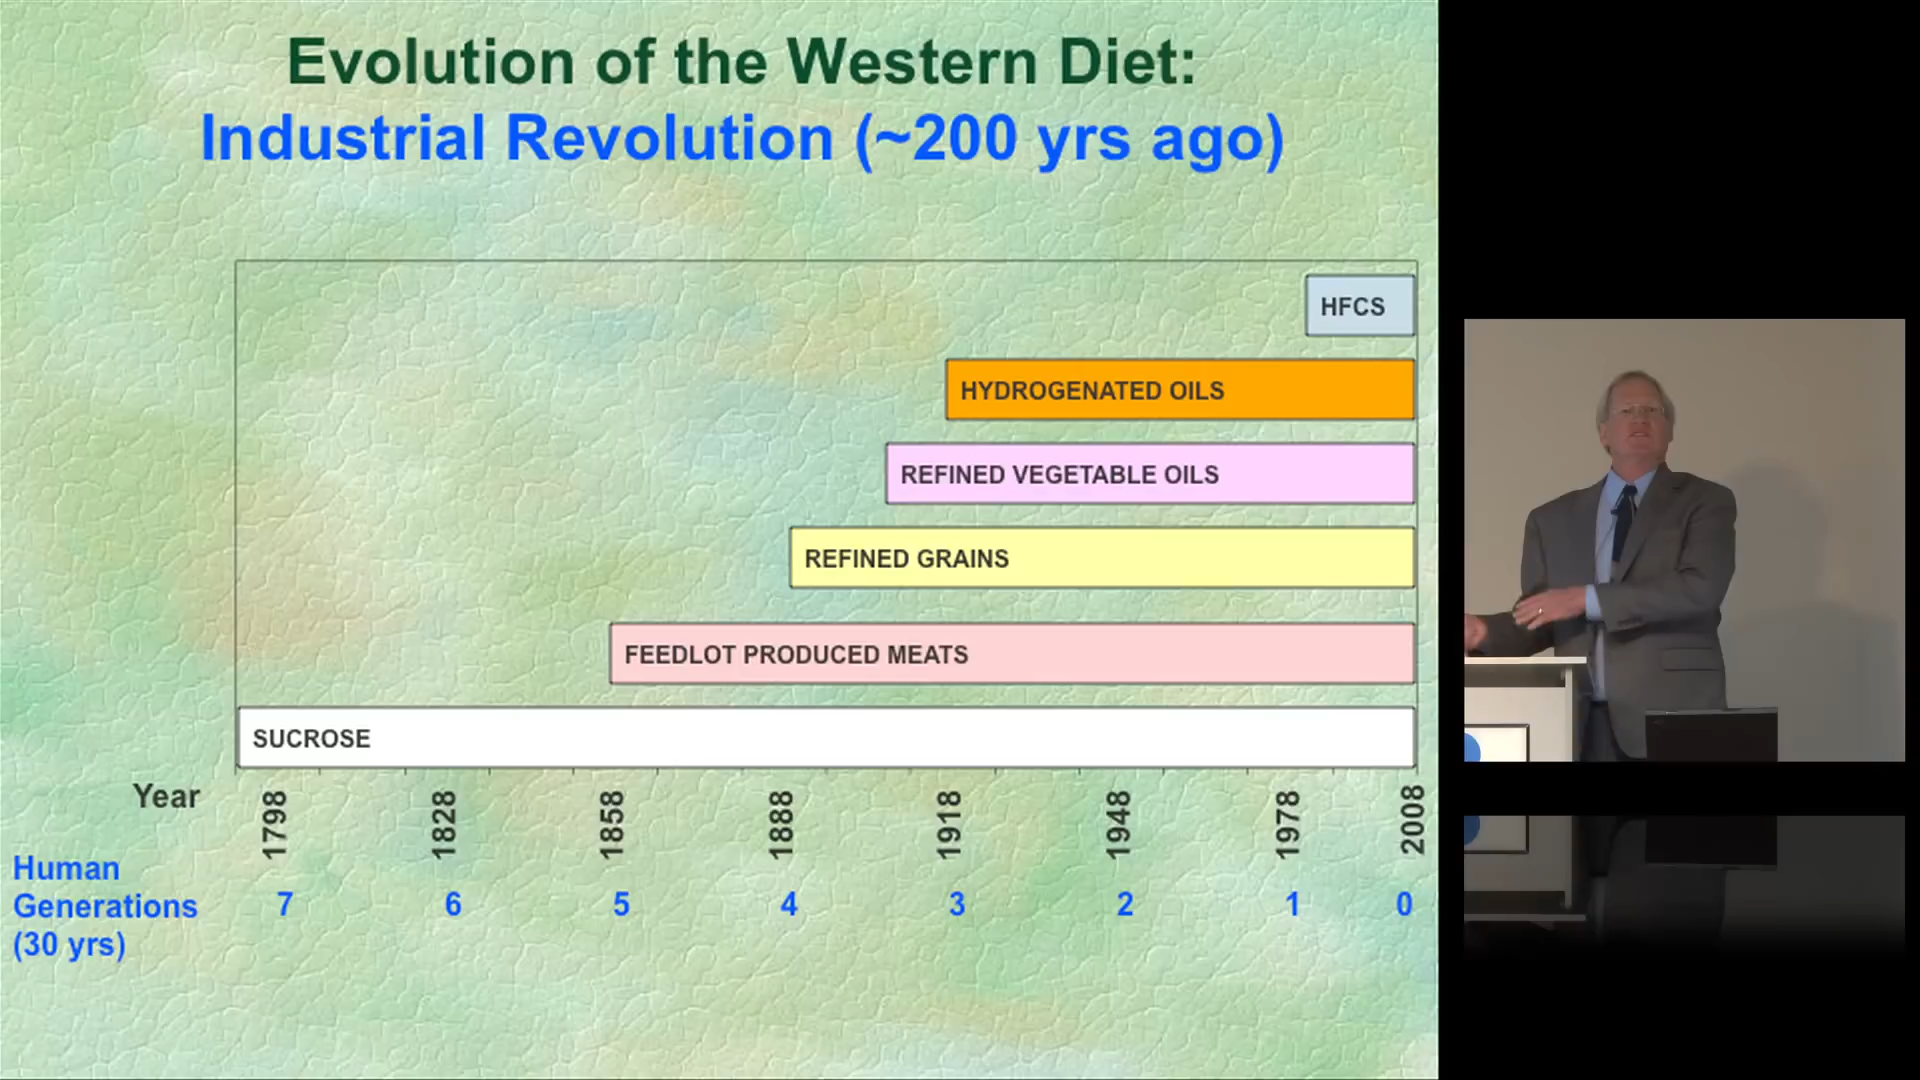 Evolution of the Western Diet:
Industrial Revolution (~200 yrs ago)
HFCS
HYDROGENATED OILS
REFINED VEGETABLE OILS
REFINED GRAINS
FEEDLOT PRODUCED MEATS
SUCROSE
Year 1798 1828 1858 1888 1918 1948 1978 2008
Human
Generations 7 6 5 4 3 2 1 0
(30 yrs)